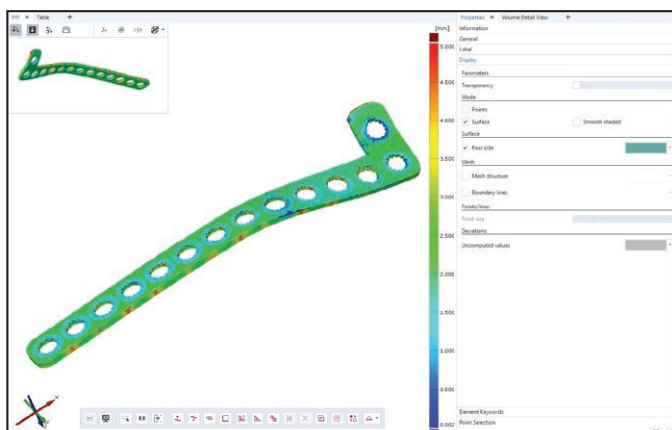 PIP × Table +
[mm]
5.000
4.500
4.000
3.500
3.000
2.500
2.000
1.500
1.000
0.500
0.000
X
Y
Properties × Volume Detail View +
Information
General
Label
Display
Parameters
Transparency
Mode
Points
Surface Smooth shaded
Surface
Rear side
Mesh
Mesh structure
Boundary lines
Points/lines
Point size
Deviations
Uncomputed values
Element Keywords
Point Selection